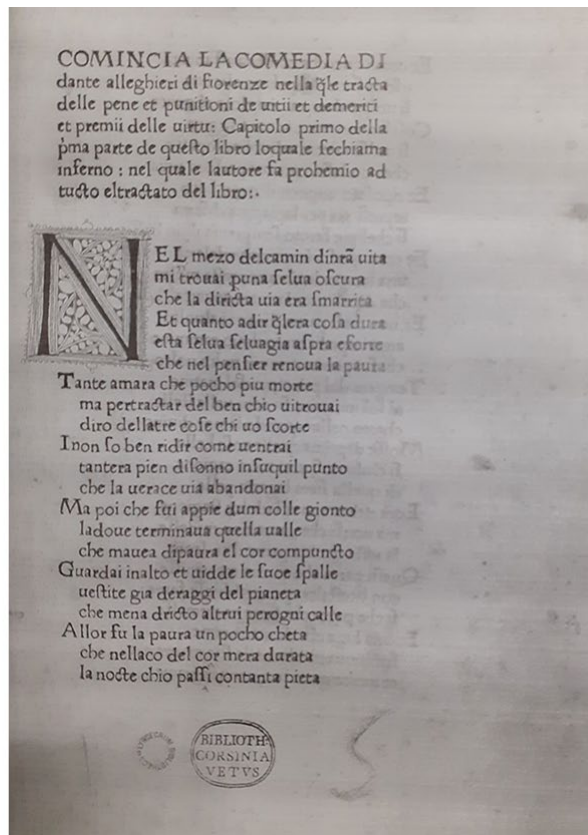 COMINCIA LACOMEDIA DI
dante alleghieri di fiorenze nella q̃le tracta
delle pene et punitioni de uitii et demeriti
et premii delle uirtu: Capitolo primo della
p̃ma parte de questo libro loquale sechiama
inferno: nel quale lautore fa prohemio ad
tucto eltractato del libro:·
NEL mezo delcamin dinrã uita
mi trouai puna selua oscura
che la diricta uia era smarrita
Et quanto adir q̃lera cosa dura
esta selua seluagia aspra eforte
che nel pensier renoua la paura
Tante amara che pocho piu morte
ma pertractar del ben chio uitrouai
diro dellatre cose chi uo scorte
Inon so ben ridir come uentrai
tantera pien disonno insuquil punto
che la uerace uia abandonai
Ma poi che fui appie dum colle gionto
ladoue terminaua quella ualle
che mauea dipaura el cor compuncto
Guardai inalto et uidde le suoe spalle
uestite gia deraggi del pianeta
che mena dricto altrui perogni calle
Allor fu la paura un pocho cheta
che nellaco del cor mera durata
la nocte chio passi contanta pieta
BIBLIOTH.
CORSINIA
VETVS